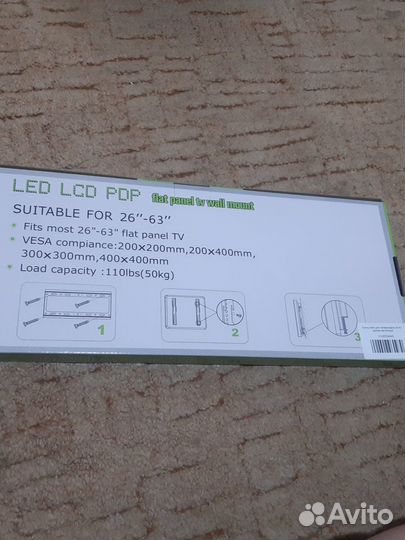 LED LCD PDP flat panel tv wall mount
SUITABLE FOR 26"-63"
• Fits most 26"-63" flat panel TV
• VESA compiance:200×200mm,200×400mm,
300×300mm,400×400mm
• Load capacity :110lbs(50kg)
1
2
3
Avito